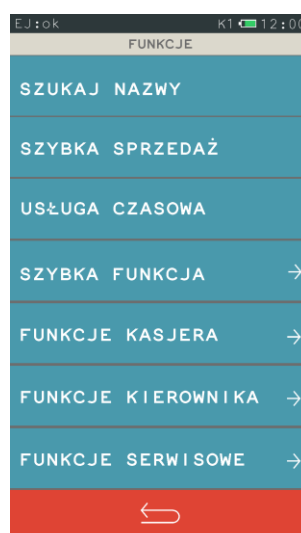 EJ:ok K1 12:00
FUNKCJE
SZUKAJ NAZWY
SZYBKA SPRZEDAŻ
USŁUGA CZASOWA
SZYBKA FUNKCJA
FUNKCJE KASJERA
FUNKCJE KIEROWNIKA
FUNKCJE SERWISOWE